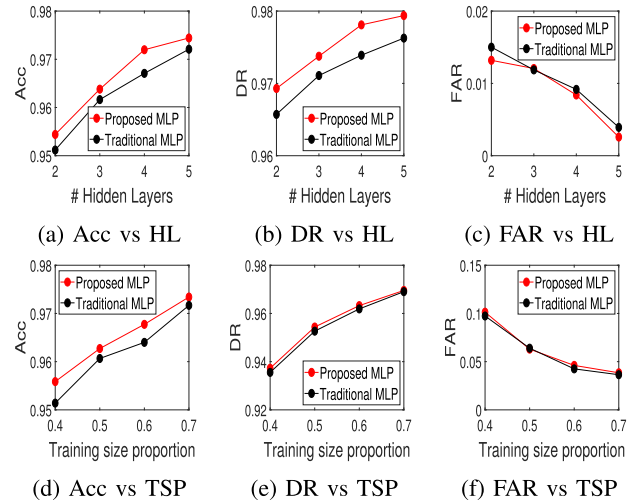 0.98
0.97
0.96
0.95
Acc
Proposed MLP
Traditional MLP
2 3 4 5
# Hidden Layers
(a) Acc vs HL
0.98
0.97
0.96
DR
Proposed MLP
Traditional MLP
2 3 4 5
# Hidden Layers
(b) DR vs HL
0.02
0.01
0
FAR
Proposed MLP
Traditional MLP
2 3 4 5
# Hidden Layers
(c) FAR vs HL
0.98
0.97
0.96
0.95
Acc
Proposed MLP
Traditional MLP
0.4 0.5 0.6 0.7
Training size proportion
(d) Acc vs TSP
0.98
0.96
0.94
0.92
DR
Proposed MLP
Traditional MLP
0.4 0.5 0.6 0.7
Training size proportion
(e) DR vs TSP
0.15
0.1
0.05
0
FAR
Proposed MLP
Traditional MLP
0.4 0.5 0.6 0.7
Training size proportion
(f) FAR vs TSP